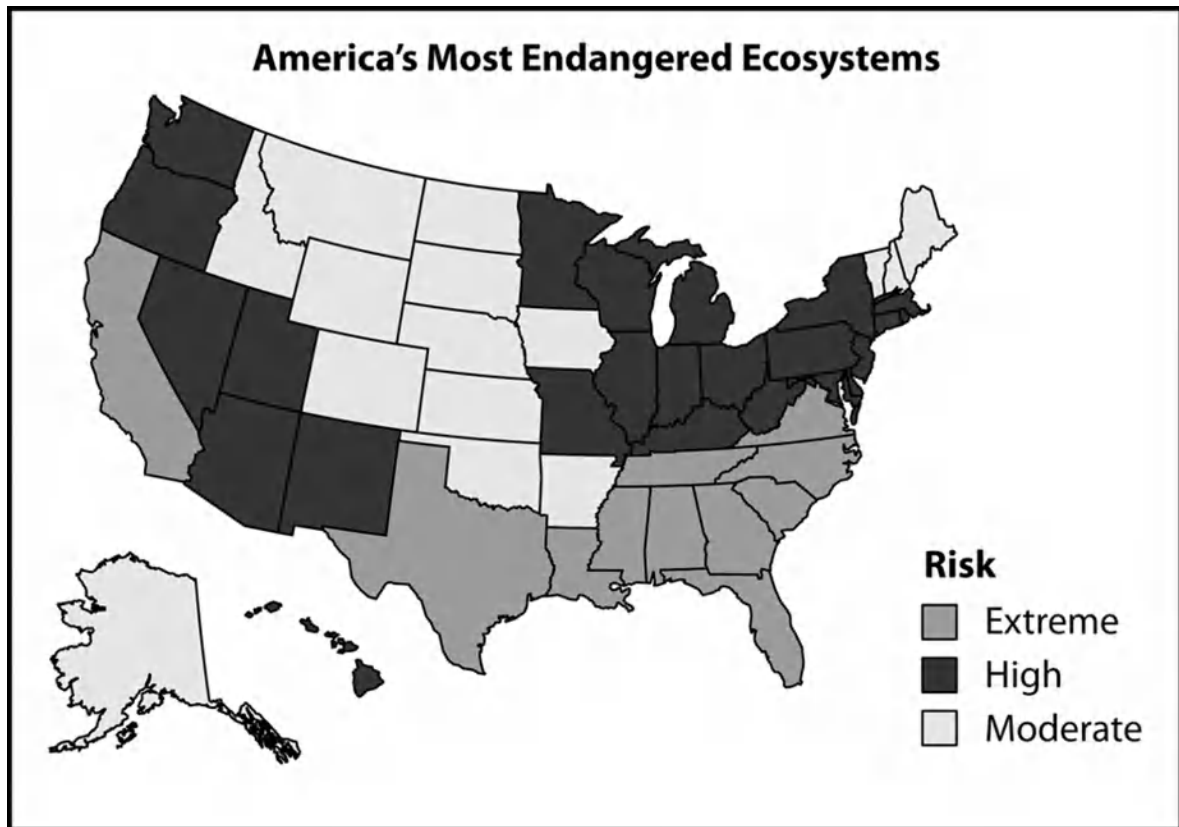 America's Most Endangered Ecosystems
Risk
Extreme
High
Moderate